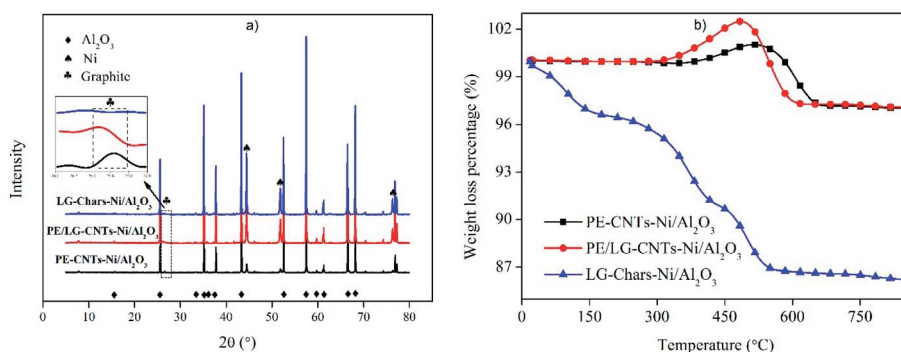 a)
◆ Al₂O₃
♠ Ni
♣ Graphite
♣
♣
♠
♠
♠
LG-Chars-Ni/Al₂O₃
PE/LG-CNTs-Ni/Al₂O₃
PE-CNTs-Ni/Al₂O₃
Intensity
0 10 20 30 40 50 60 70 80
2θ (°)
b)
102
99
96
93
90
87
Weight loss percentage (%)
PE-CNTs-Ni/Al₂O₃
PE/LG-CNTs-Ni/Al₂O₃
LG-Chars-Ni/Al₂O₃
0 150 300 450 600 750
Temperature (°C)